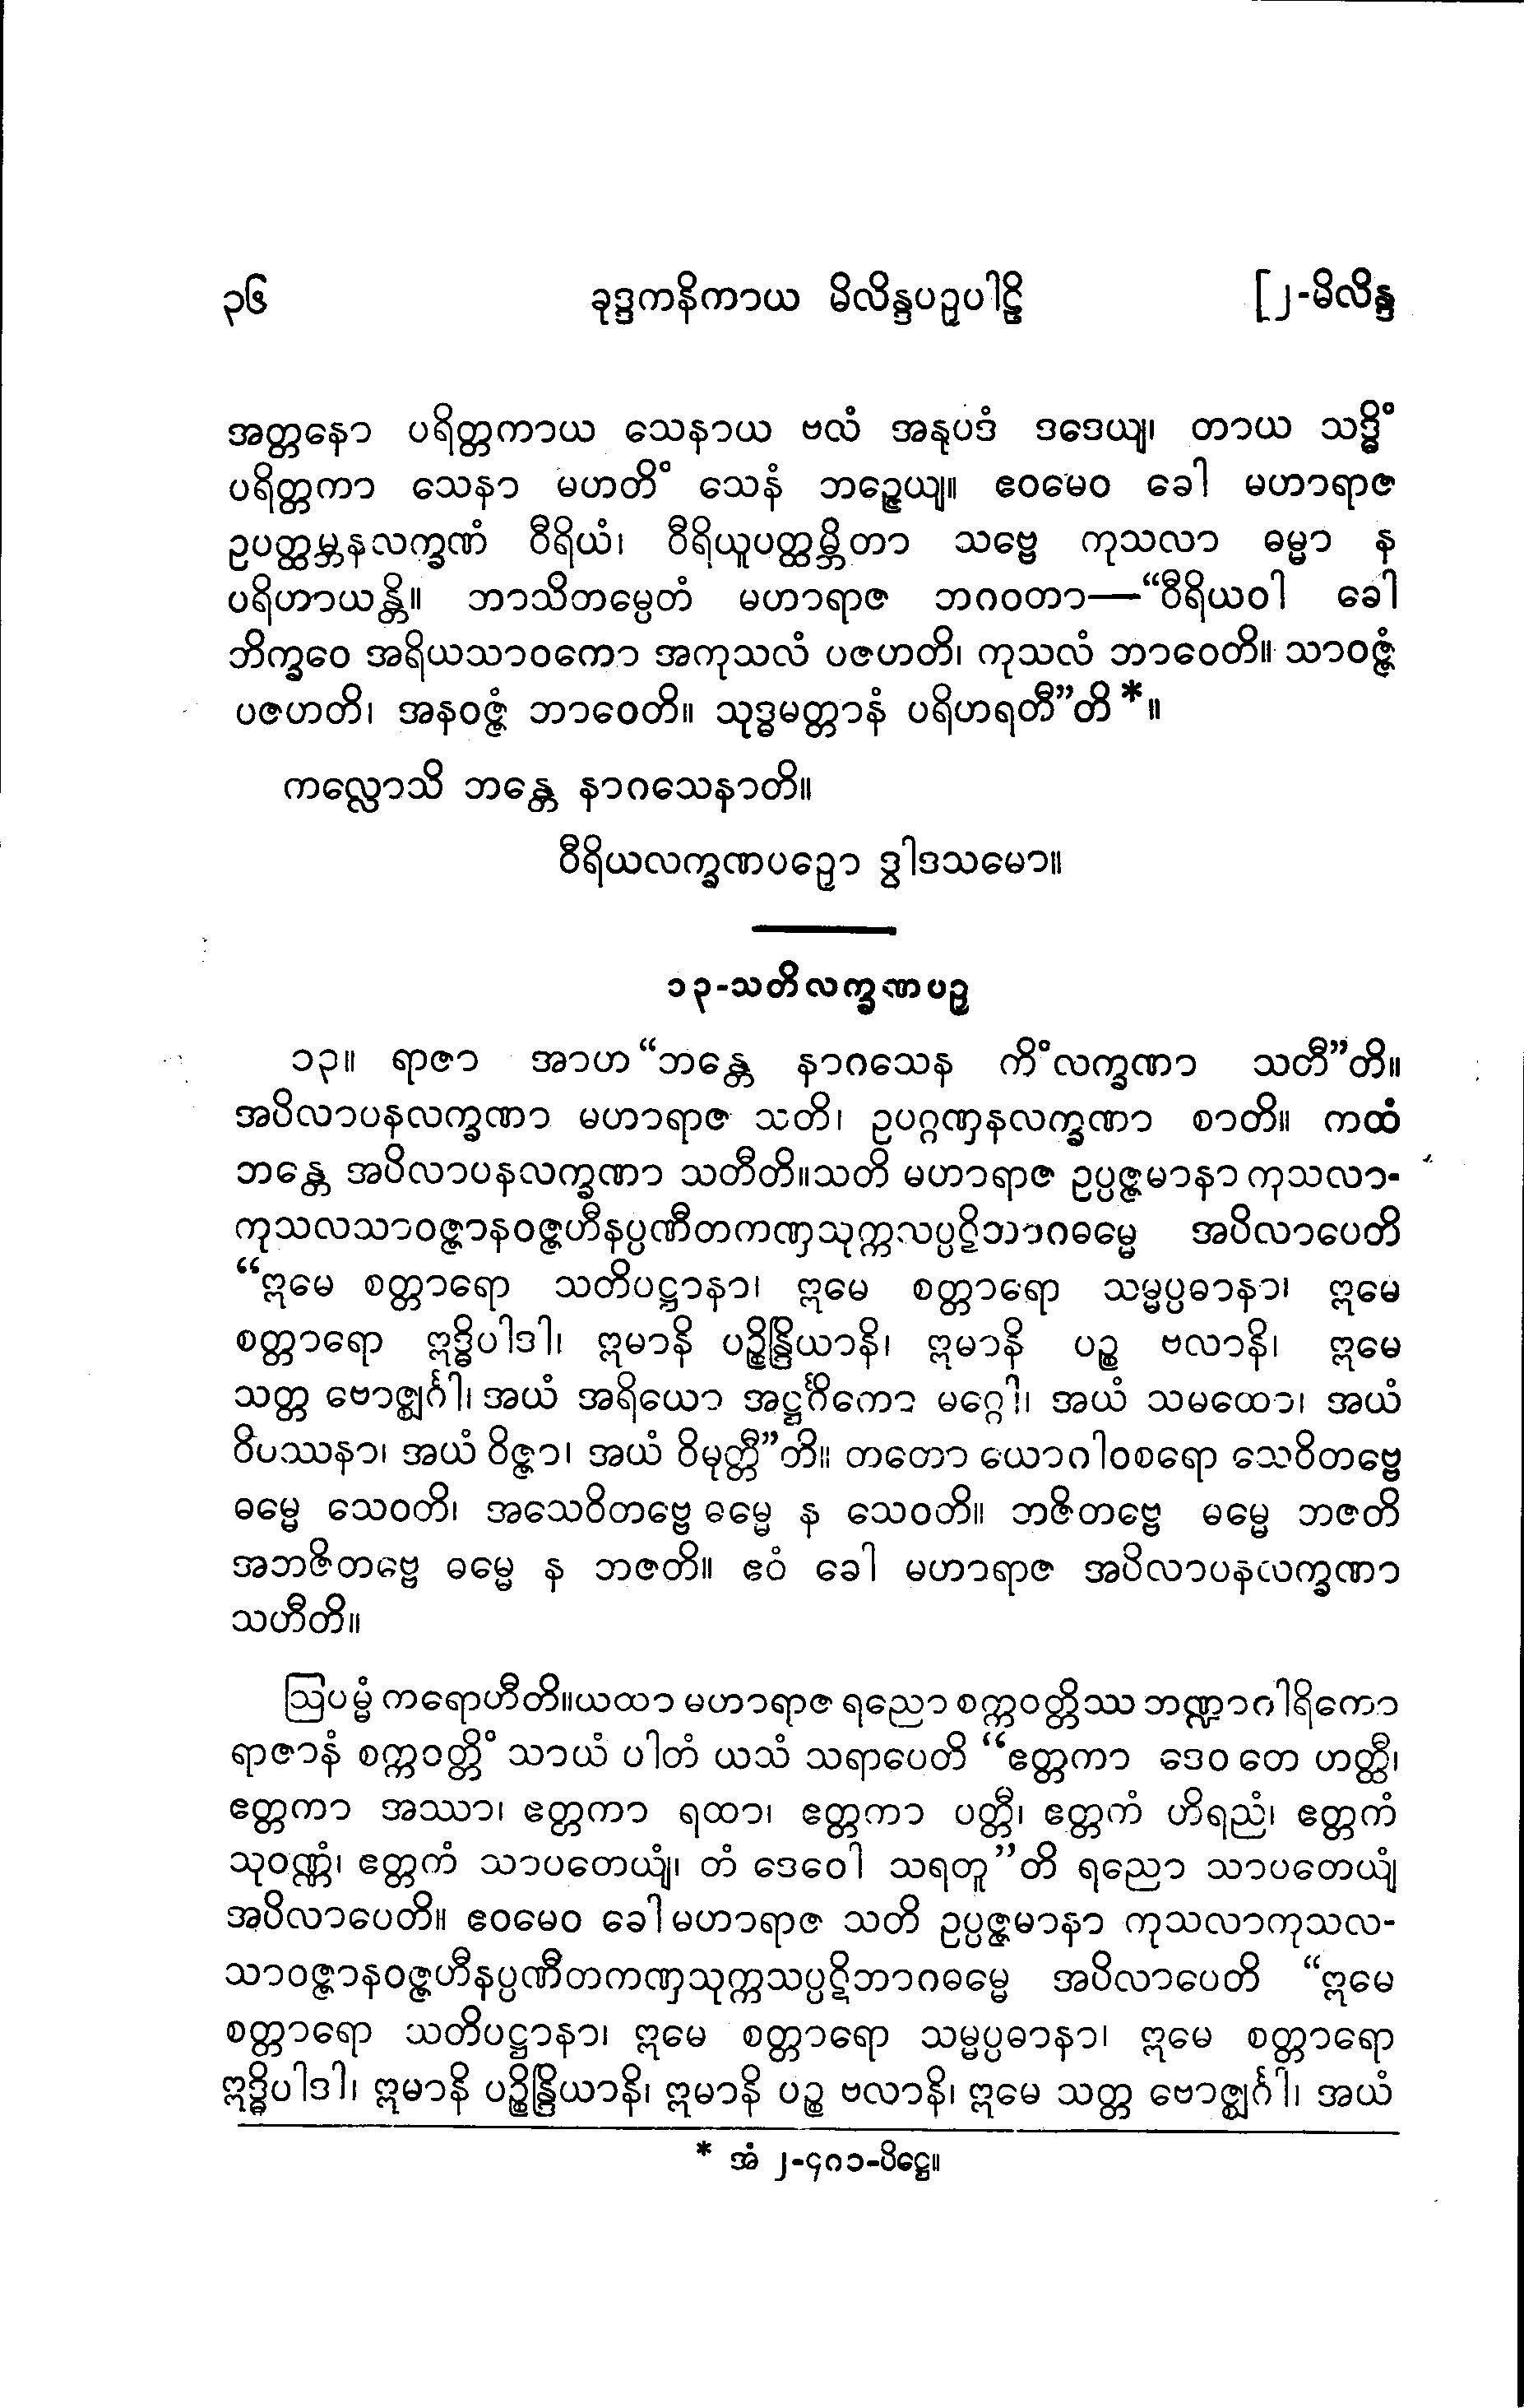 ၃၆ ခုဒ္ဒကနိကာယ မိလိန္ဒပဉှပါဠိ [၂-မိလိန္ဒ
အတ္တနော ပရိတ္တကာယ သေနာယ ဗလံ အနုပဒံ ဒဒေယျ၊ တာယ သဒ္ဓိံ
ပရိတ္တကာ သေနာ မဟတိံ သေနံ ဘဉ္ဇေယျ။ ဧဝမေဝ ခေါ မဟာရာဇ
ဥပတ္ထမ္ဘနလက္ခဏံ ဝီရိယံ၊ ဝီရိယူပတ္ထမ္ဘိတာ သဗ္ဗေ ကုသလာ ဓမ္မာ န
ပရိဟာယန္တိ။ ဘာသိတမ္ပေတံ မဟာရာဇ ဘဂဝတာ—“ဝီရိယဝါ ခေါ
ဘိက္ခဝေ အရိယသာဝကော အကုသလံ ပဇဟတိ၊ ကုသလံ ဘာဝေတိ။ သာဝဇ္ဇံ
ပဇဟတိ၊ အနဝဇ္ဇံ ဘာဝေတိ။ သုဒ္ဓမတ္တာနံ ပရိဟရတီ”တိ *။
ကလ္လောသိ ဘန္တေ နာဂသေနာတိ။
ဝီရိယလက္ခဏပဉှော ဒွါဒသမော။
၁၃-သတိလက္ခဏပဉှ
၁၃။ ရာဇာ အာဟ “ဘန္တေ နာဂသေန ကိံလက္ခဏာ သတီ”တိ။
အပိလာပနလက္ခဏာ မဟာရာဇ သတိ၊ ဥပဂ္ဂဏှနလက္ခဏာ စာတိ။ ကထံ
ဘန္တေ အပိလာပနလက္ခဏာ သတီတိ။သတိ မဟာရာဇ ဥပ္ပဇ္ဇမာနာ ကုသလာ-
ကုသလသာဝဇ္ဇာနဝဇ္ဇဟီနပ္ပဏီတကဏှသုက္ကသပ္ပဋိဘာဂဓမ္မေ အပိလာပေတိ
“ဣမေ စတ္တာရော သတိပဋ္ဌာနာ၊ ဣမေ စတ္တာရော သမ္မပ္ပဓာနာ၊ ဣမေ
စတ္တာရော ဣဒ္ဓိပါဒါ၊ ဣမာနိ ပဉ္စိန္ဒြိယာနိ၊ ဣမာနိ ပဉ္စ ဗလာနိ၊ ဣမေ
သတ္တ ဗောဇ္ဈင်္ဂါ၊ အယံ အရိယော အဋ္ဌင်္ဂိကော မဂ္ဂေါ၊ အယံ သမထော၊ အယံ
ဝိပဿနာ၊ အယံ ဝိဇ္ဇာ၊ အယံ ဝိမုတ္တီ”တိ။ တတော ယောဂါဝစရော သေဝိတဗ္ဗေ
ဓမ္မေ သေဝတိ၊ အသေဝိတဗ္ဗေ ဓမ္မေ န သေဝတိ။ ဘဇိတဗ္ဗေ ဓမ္မေ ဘဇတိ
အဘဇိတဗ္ဗေ ဓမ္မေ န ဘဇတိ။ ဧဝံ ခေါ မဟာရာဇ အပိလာပနလက္ခဏာ
သဟီတိ။
ဩပမ္မံ ကရောဟီတိ။ယထာ မဟာရာဇ ရညော စက္ကဝတ္တိဿ ဘဏ္ဍာဂါရိကော
ရာဇာနံ စက္ကဝတ္တိံ သာယံ ပါတံ ယသံ သရာပေတိ “ဧတ္တကာ ဒေဝ တေ ဟတ္ထီ၊
ဧတ္တကာ အဿာ၊ ဧတ္တကာ ရထာ၊ ဧတ္တကာ ပတ္တီ၊ ဧတ္တကံ ဟိရညံ၊ ဧတ္တကံ
သုဝဏ္ဏံ၊ ဧတ္တကံ သာပတေယျံ၊ တံ ဒေဝေါ သရတူ”တိ ရညော သာပတေယျံ
အပိလာပေတိ။ ဧဝမေဝ ခေါ မဟာရာဇ သတိ ဥပ္ပဇ္ဇမာနာ ကုသလာကုသလ-
သာဝဇ္ဇာနဝဇ္ဇဟီနပ္ပဏီတကဏှသုက္ကသပ္ပဋိဘာဂဓမ္မေ အပိလာပေတိ “ဣမေ
စတ္တာရော သတိပဋ္ဌာနာ၊ ဣမေ စတ္တာရော သမ္မပ္ပဓာနာ၊ ဣမေ စတ္တာရော
ဣဒ္ဓိပါဒါ၊ ဣမာနိ ပဉ္စိန္ဒြိယာနိ၊ ဣမာနိ ပဉ္စ ဗလာနိ၊ ဣမေ သတ္တ ဗောဇ္ဈင်္ဂါ၊ အယံ
* အံ ၂-၄၈၁-ပိဋ္ဌေ။